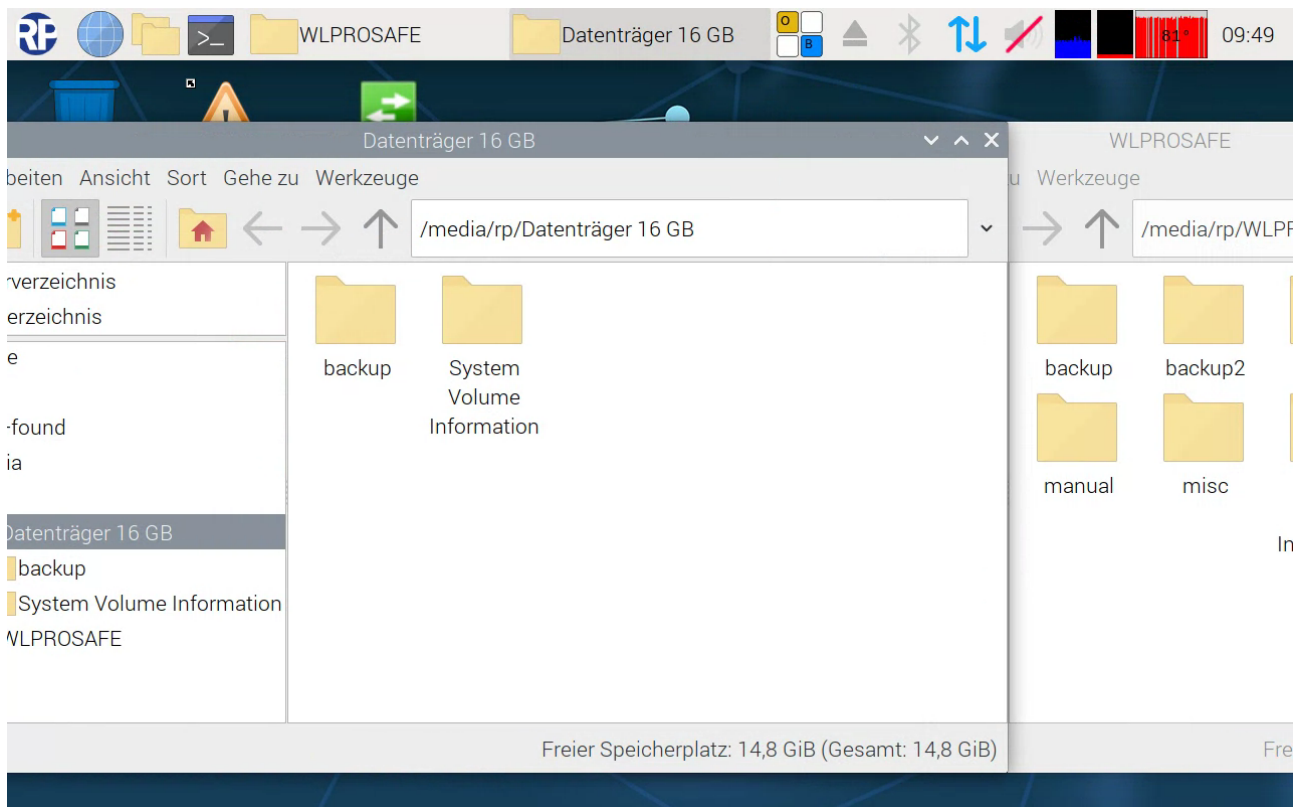 RP
>_
WLPROSAFE
Datenträger 16 GB
O
B
81°
09:49
Datenträger 16 GB
WLPROSAFE
beiten Ansicht Sort Gehe zu Werkzeuge
u Werkzeuge
/media/rp/Datenträger 16 GB
/media/rp/WLPR
rverzeichnis
erzeichnis
e
-found
ia
Datenträger 16 GB
backup
System Volume Information
WLPROSAFE
backup
System
Volume
Information
backup
backup2
manual
misc
In
Freier Speicherplatz: 14,8 GiB (Gesamt: 14,8 GiB)
Fre